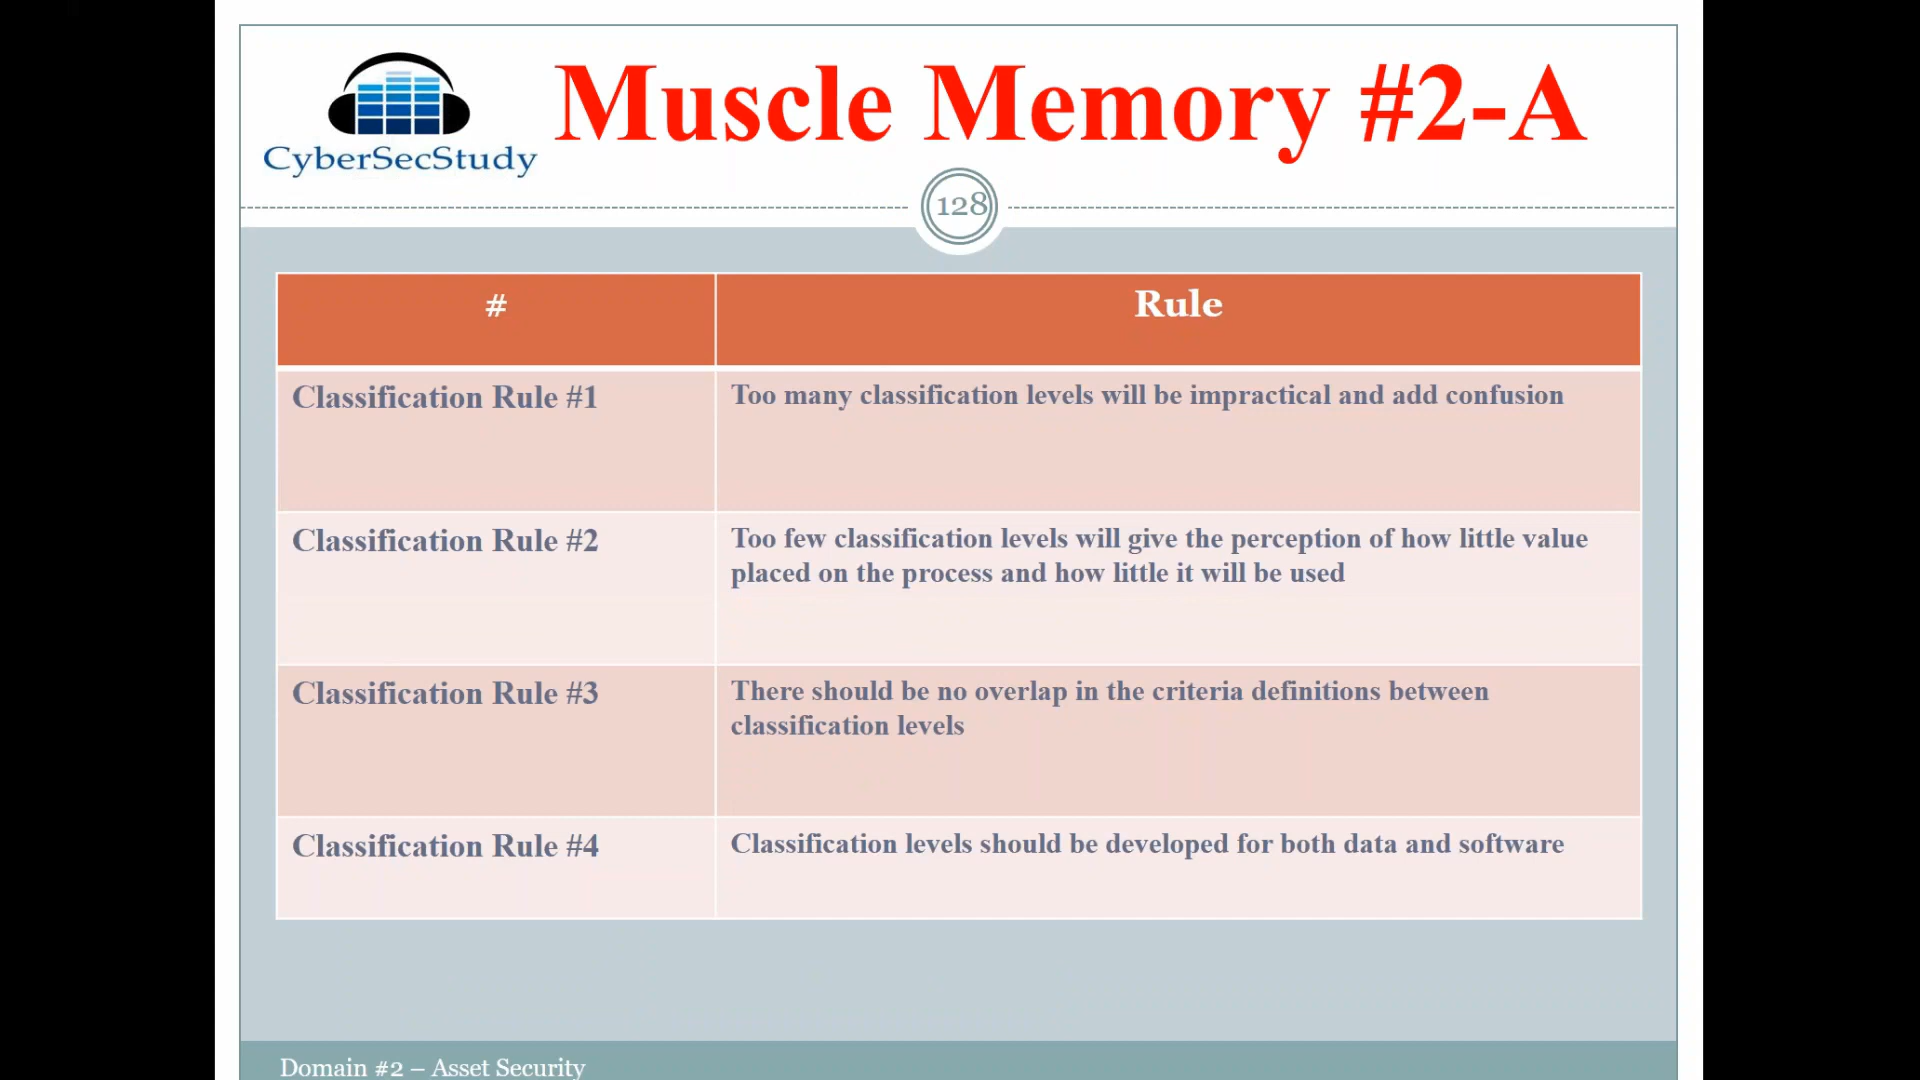 CyberSecStudy
Muscle Memory #2-A
128
# Rule
Classification Rule #1 Too many classification levels will be impractical and add confusion
Classification Rule #2 Too few classification levels will give the perception of how little value
placed on the process and how little it will be used
Classification Rule #3 There should be no overlap in the criteria definitions between
classification levels
Classification Rule #4 Classification levels should be developed for both data and software
Domain #2 – Asset Security